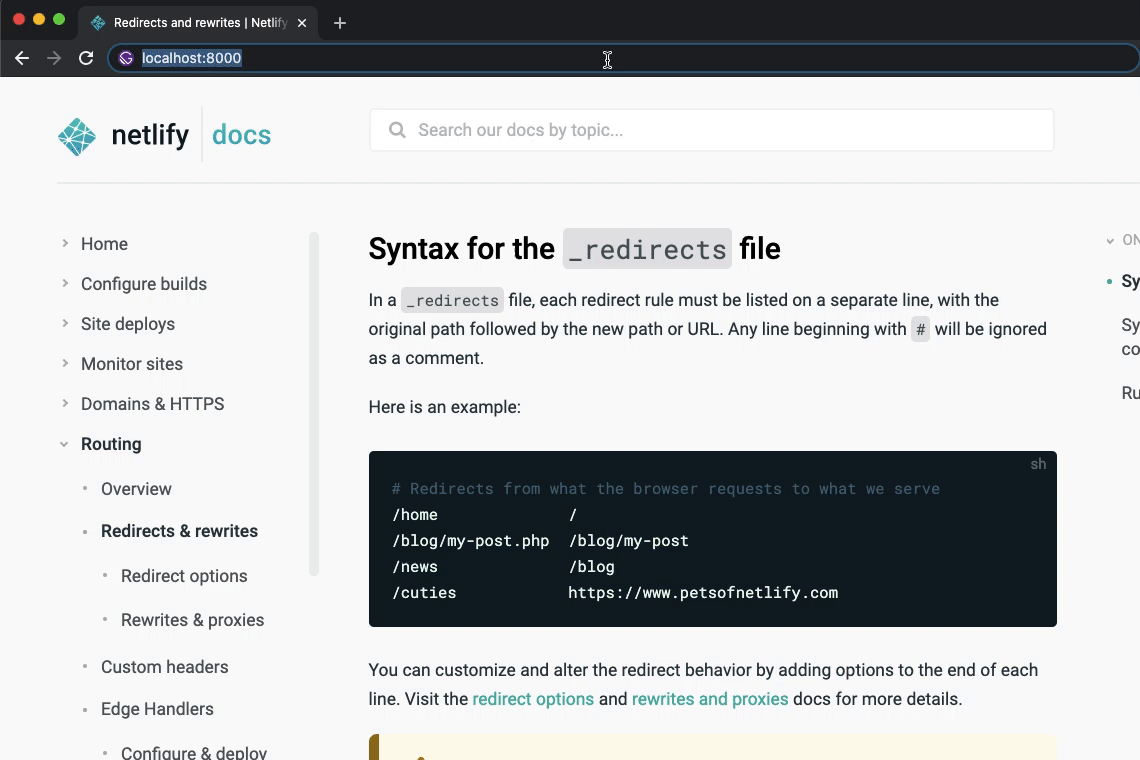 Redirects and rewrites | Netlify
localhost:8000
netlify docs
Search our docs by topic...
Home
Configure builds
Site deploys
Monitor sites
Domains & HTTPS
Routing
Overview
Redirects & rewrites
Redirect options
Rewrites & proxies
Custom headers
Edge Handlers
Configure & deploy
Syntax for the _redirects file
In a _redirects file, each redirect rule must be listed on a separate line, with the
original path followed by the new path or URL. Any line beginning with # will be ignored
as a comment.
Here is an example:
sh
# Redirects from what the browser requests to what we serve
/home /
/blog/my-post.php /blog/my-post
/news /blog
/cuties https://www.petsofnetlify.com
You can customize and alter the redirect behavior by adding options to the end of each
line. Visit the redirect options and rewrites and proxies docs for more details.
ON
Sy
Sy
co
Ru